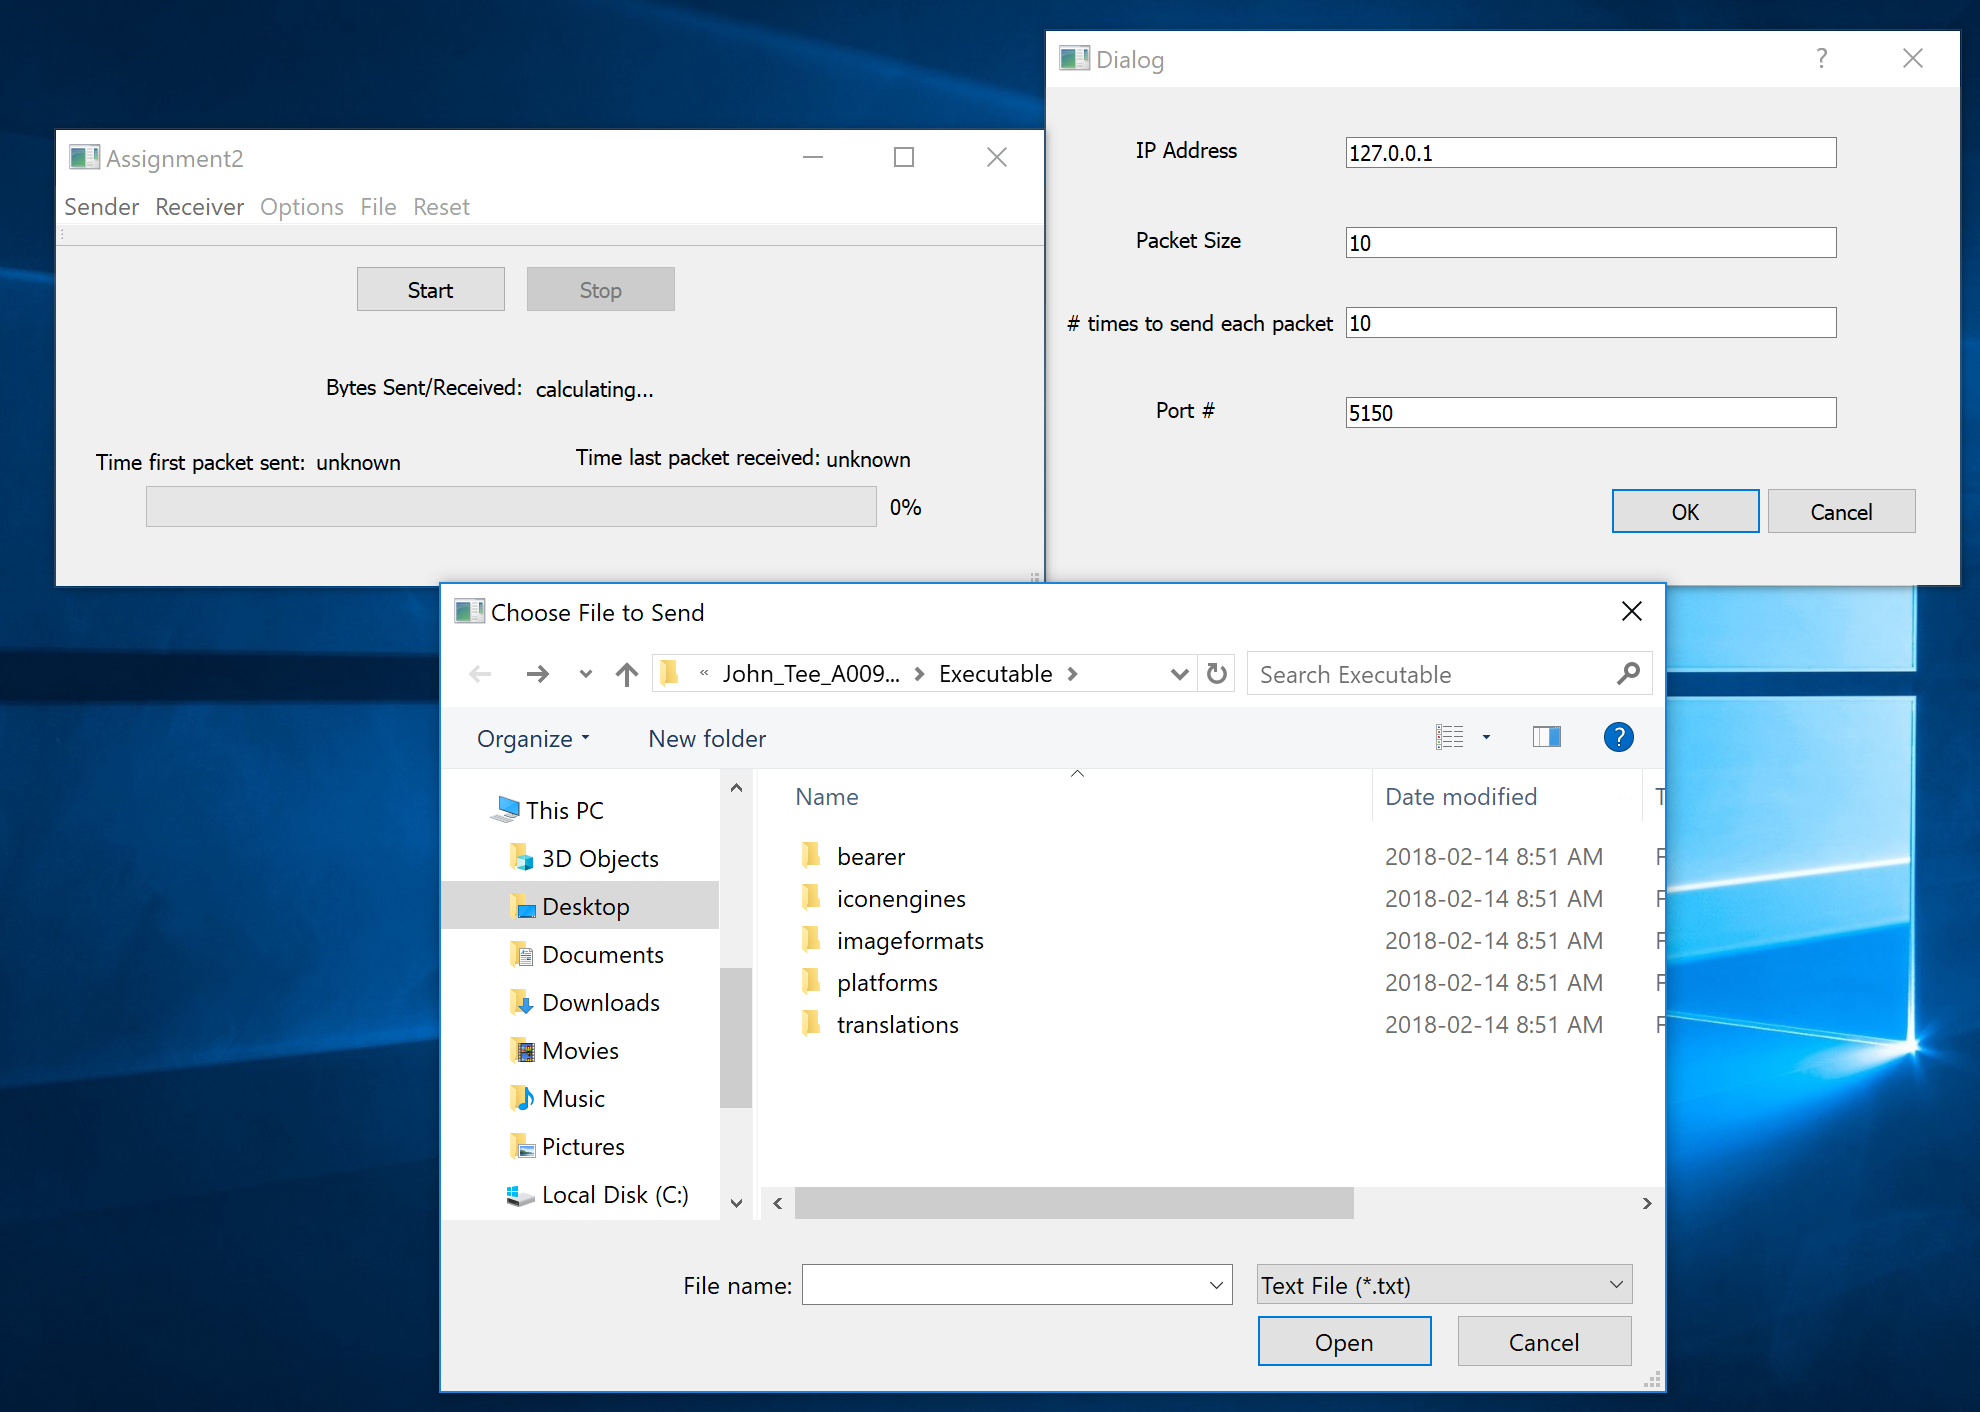 Assignment2
Sender Receiver Options File Reset
Start Stop
Bytes Sent/Received: calculating...
Time first packet sent: unknown Time last packet received: unknown
0%
Dialog ?
IP Address 127.0.0.1
Packet Size 10
# times to send each packet 10
Port # 5150
OK Cancel
Choose File to Send
« John_Tee_A009... Executable Search Executable
Organize New folder ?
This PC
3D Objects
Desktop
Documents
Downloads
Movies
Music
Pictures
Local Disk (C:)
Name Date modified T
bearer 2018-02-14 8:51 AM F
iconengines 2018-02-14 8:51 AM F
imageformats 2018-02-14 8:51 AM F
platforms 2018-02-14 8:51 AM F
translations 2018-02-14 8:51 AM F
File name: Text File (*.txt)
Open Cancel